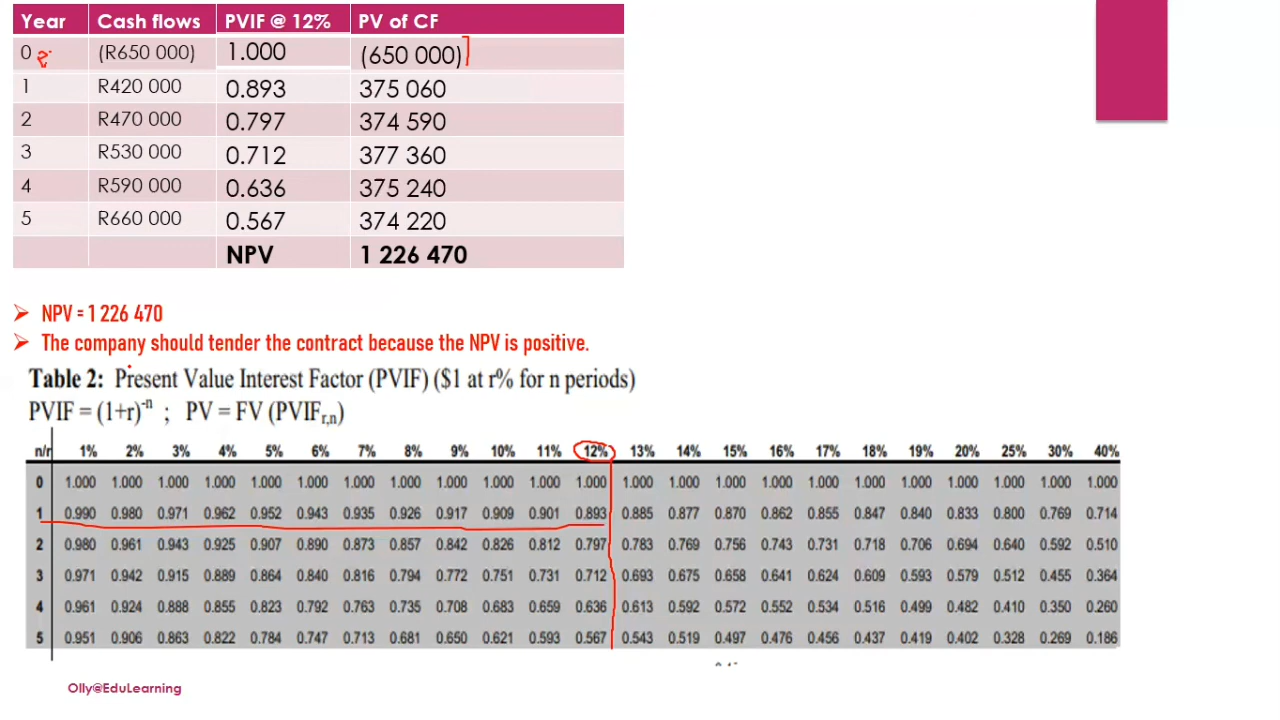 Year Cash flows PVIF @ 12% PV of CF
0 (R650 000) 1.000 (650 000)
1 R420 000 0.893 375 060
2 R470 000 0.797 374 590
3 R530 000 0.712 377 360
4 R590 000 0.636 375 240
5 R660 000 0.567 374 220
NPV 1 226 470
➢ NPV = 1 226 470
➢ The company should tender the contract because the NPV is positive.
Table 2: Present Value Interest Factor (PVIF) ($1 at r% for n periods)
PVIF = (1+r)⁻ⁿ ; PV = FV (PVIFr,n)
n/r 1% 2% 3% 4% 5% 6% 7% 8% 9% 10% 11% 12% 13% 14% 15% 16% 17% 18% 19% 20% 25% 30% 40%
0 1.000 1.000 1.000 1.000 1.000 1.000 1.000 1.000 1.000 1.000 1.000 1.000 1.000 1.000 1.000 1.000 1.000 1.000 1.000 1.000 1.000 1.000 1.000
1 0.990 0.980 0.971 0.962 0.952 0.943 0.935 0.926 0.917 0.909 0.901 0.893 0.885 0.877 0.870 0.862 0.855 0.847 0.840 0.833 0.800 0.769 0.714
2 0.980 0.961 0.943 0.925 0.907 0.890 0.873 0.857 0.842 0.826 0.812 0.797 0.783 0.769 0.756 0.743 0.731 0.718 0.706 0.694 0.640 0.592 0.510
3 0.971 0.942 0.915 0.889 0.864 0.840 0.816 0.794 0.772 0.751 0.731 0.712 0.693 0.675 0.658 0.641 0.624 0.609 0.593 0.579 0.512 0.455 0.364
4 0.961 0.924 0.888 0.855 0.823 0.792 0.763 0.735 0.708 0.683 0.659 0.636 0.613 0.592 0.572 0.552 0.534 0.516 0.499 0.482 0.410 0.350 0.260
5 0.951 0.906 0.863 0.822 0.784 0.747 0.713 0.681 0.650 0.621 0.593 0.567 0.543 0.519 0.497 0.476 0.456 0.437 0.419 0.402 0.328 0.269 0.186
Olly@EduLearning